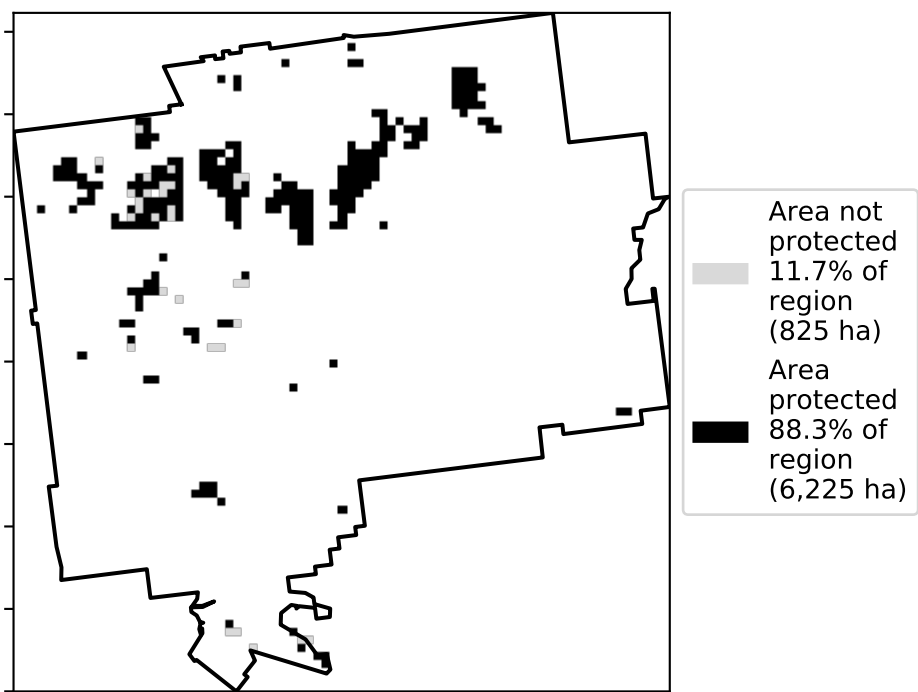 Area not
protected
11.7% of
region
(825 ha)
Area
protected
88.3% of
region
(6,225 ha)